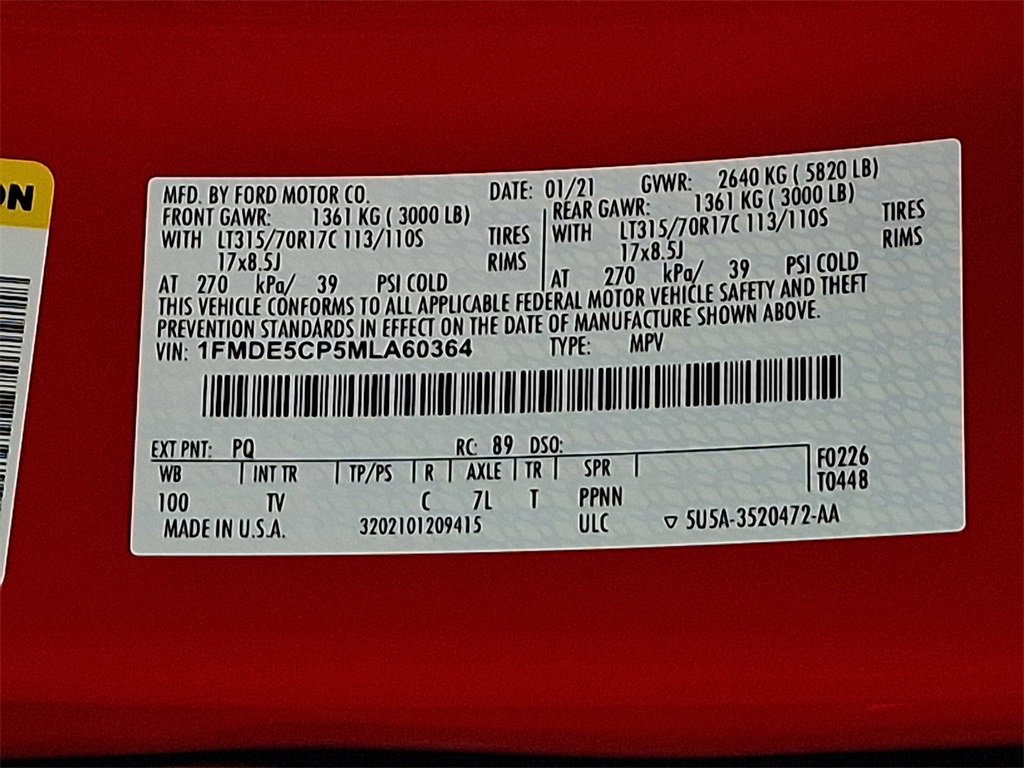 ON
MFD. BY FORD MOTOR CO. DATE: 01/21 GVWR: 2640 KG ( 5820 LB)
FRONT GAWR: 1361 KG ( 3000 LB) REAR GAWR: 1361 KG ( 3000 LB)
WITH LT315/70R17C 113/110S TIRES WITH LT315/70R17C 113/110S TIRES
17x8.5J RIMS 17x8.5J RIMS
AT 270 kPa/ 39 PSI COLD AT 270 kPa/ 39 PSI COLD
THIS VEHICLE CONFORMS TO ALL APPLICABLE FEDERAL MOTOR VEHICLE SAFETY AND THEFT
PREVENTION STANDARDS IN EFFECT ON THE DATE OF MANUFACTURE SHOWN ABOVE.
VIN: 1FMDE5CP5MLA60364 TYPE: MPV
EXT PNT: PQ RC: 89 DSO:
WB INT TR TP/PS R AXLE TR SPR F0226
100 TV C 7L T PPNN T0448
MADE IN U.S.A. 3202101209415 ULC ▽ 5U5A-3520472-AA